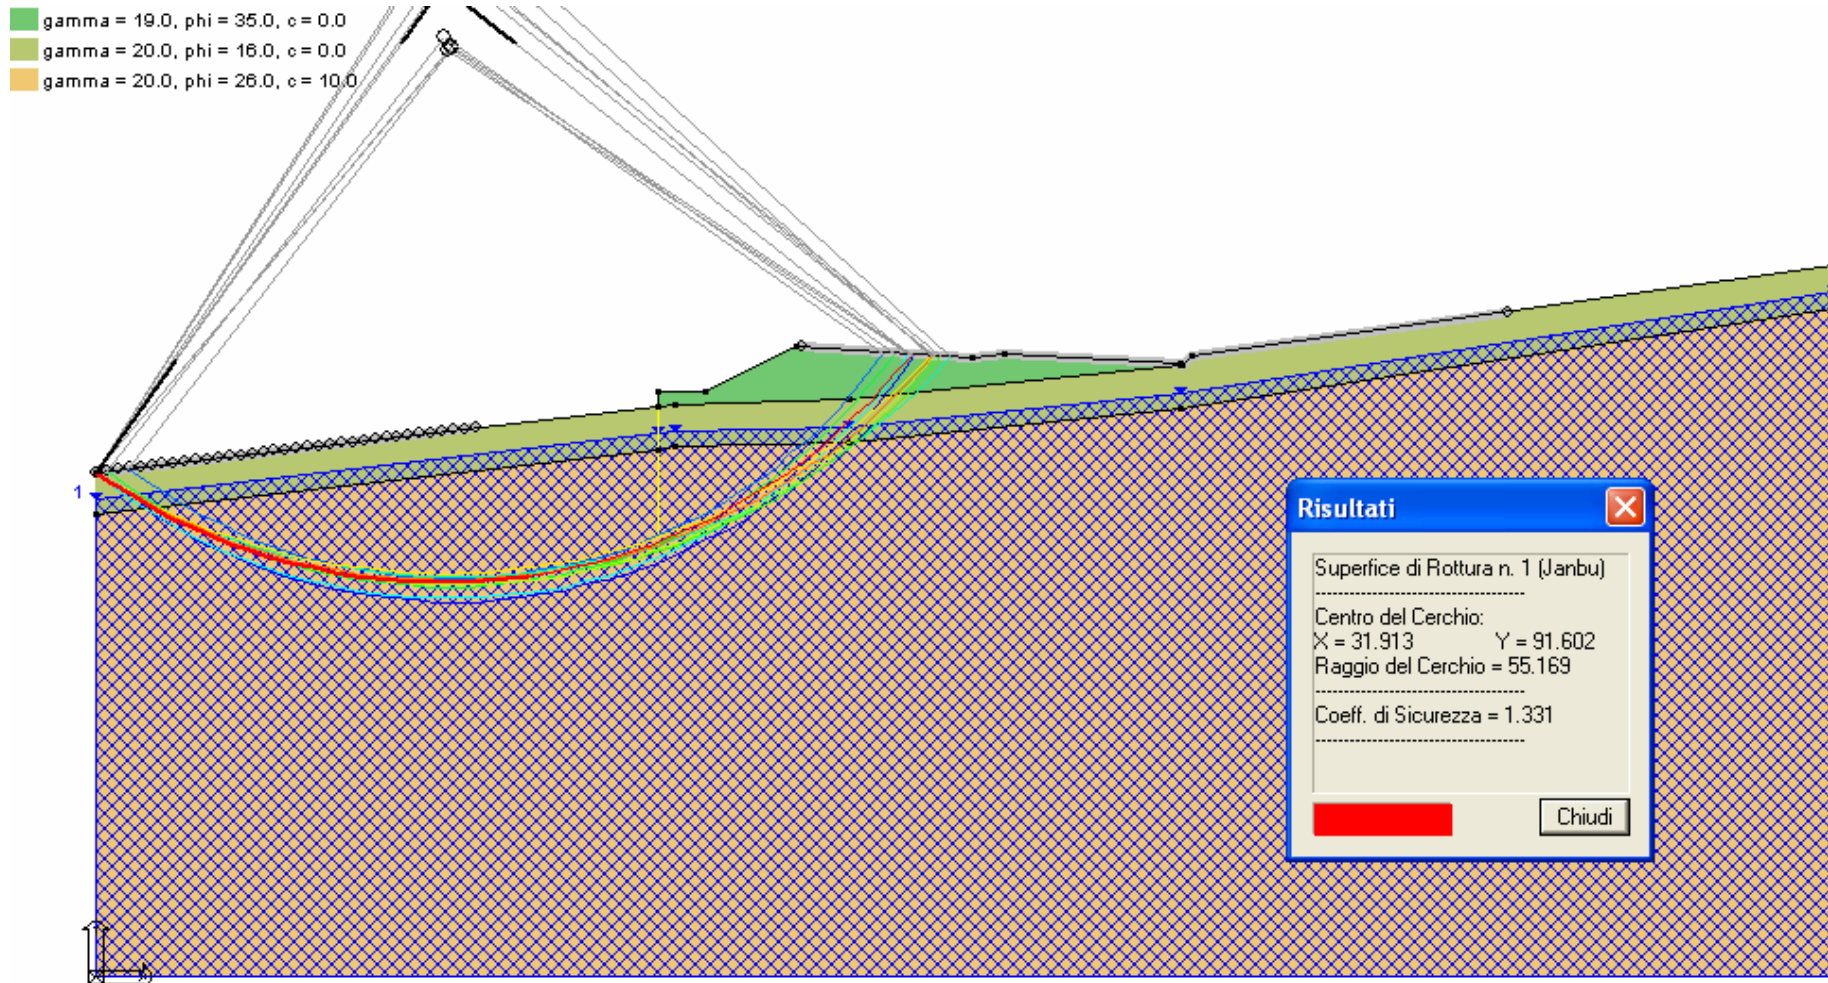 gamma = 19.0, phi = 35.0, c = 0.0
gamma = 20.0, phi = 16.0, c = 0.0
gamma = 20.0, phi = 26.0, c = 10.0
1
Risultati
Superfice di Rottura n. 1 (Janbu)
--------------------------------
Centro del Cerchio:
X = 31.913 Y = 91.602
Raggio del Cerchio = 55.169
--------------------------------
Coeff. di Sicurezza = 1.331
--------------------------------
Chiudi